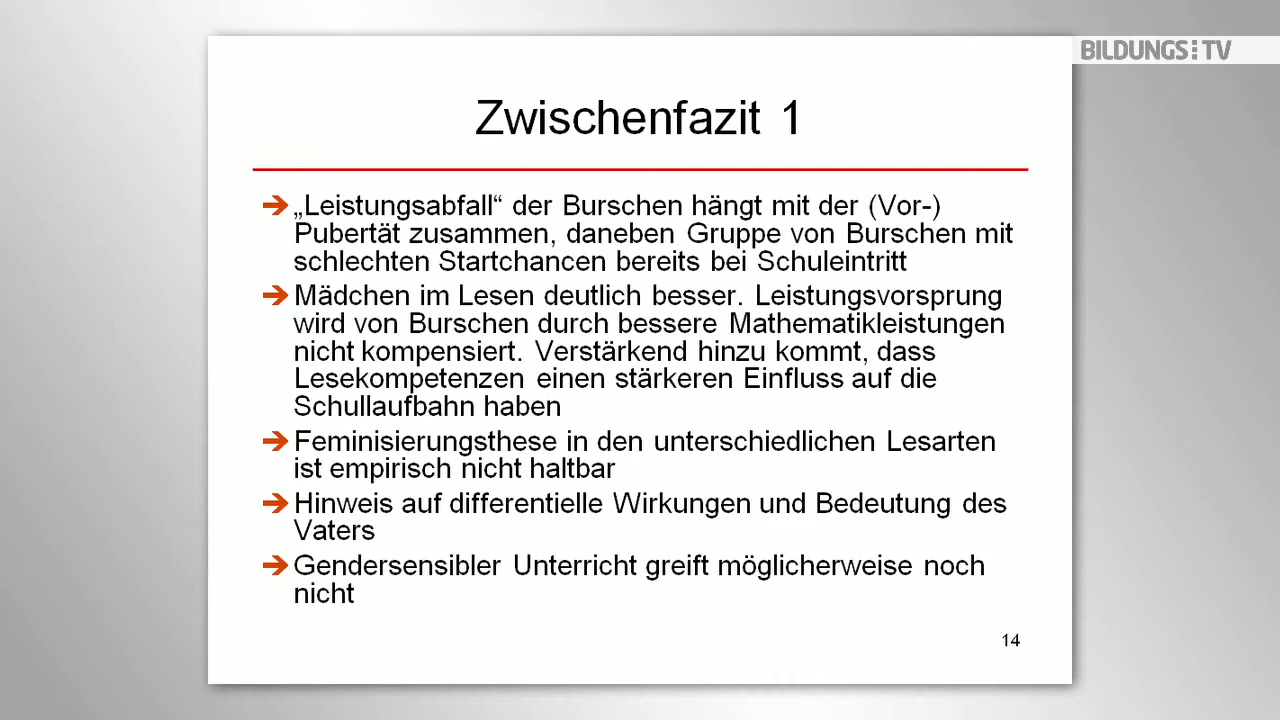 BILDUNGS:TV
Zwischenfazit 1
„Leistungsabfall“ der Burschen hängt mit der (Vor-)
Pubertät zusammen, daneben Gruppe von Burschen mit
schlechten Startchancen bereits bei Schuleintritt
Mädchen im Lesen deutlich besser. Leistungsvorsprung
wird von Burschen durch bessere Mathematikleistungen
nicht kompensiert. Verstärkend hinzu kommt, dass
Lesekompetenzen einen stärkeren Einfluss auf die
Schullaufbahn haben
Feminisierungsthese in den unterschiedlichen Lesarten
ist empirisch nicht haltbar
Hinweis auf differentielle Wirkungen und Bedeutung des
Vaters
Gendersensibler Unterricht greift möglicherweise noch
nicht
14